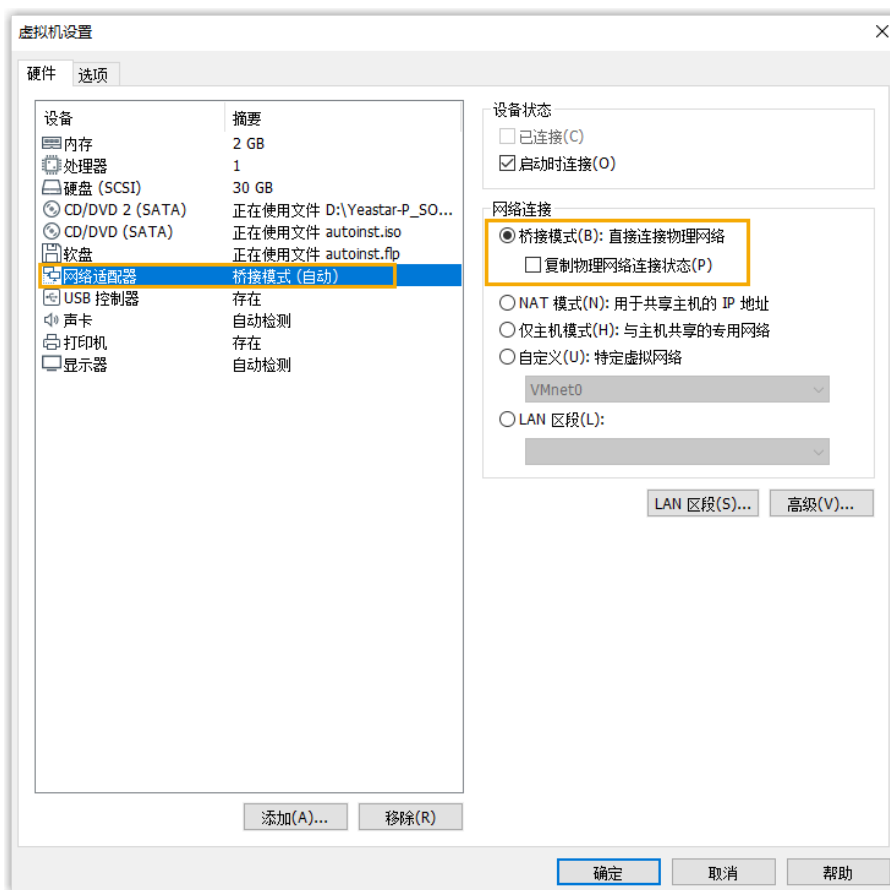 虚拟机设置
硬件 选项
设备 摘要
内存 2 GB
处理器 1
硬盘 (SCSI) 30 GB
CD/DVD 2 (SATA) 正在使用文件 D:\Yeastar-P_SO...
CD/DVD (SATA) 正在使用文件 autoinst.iso
软盘 正在使用文件 autoinst.flp
网络适配器 桥接模式 (自动)
USB 控制器 存在
声卡 自动检测
打印机 存在
显示器 自动检测
添加(A)... 移除(R)
设备状态
已连接(C)
启动时连接(O)
网络连接
桥接模式(B): 直接连接物理网络
复制物理网络连接状态(P)
NAT 模式(N): 用于共享主机的 IP 地址
仅主机模式(H): 与主机共享的专用网络
自定义(U): 特定虚拟网络
VMnet0
LAN 区段(L):
LAN 区段(S)... 高级(V)...
确定 取消 帮助